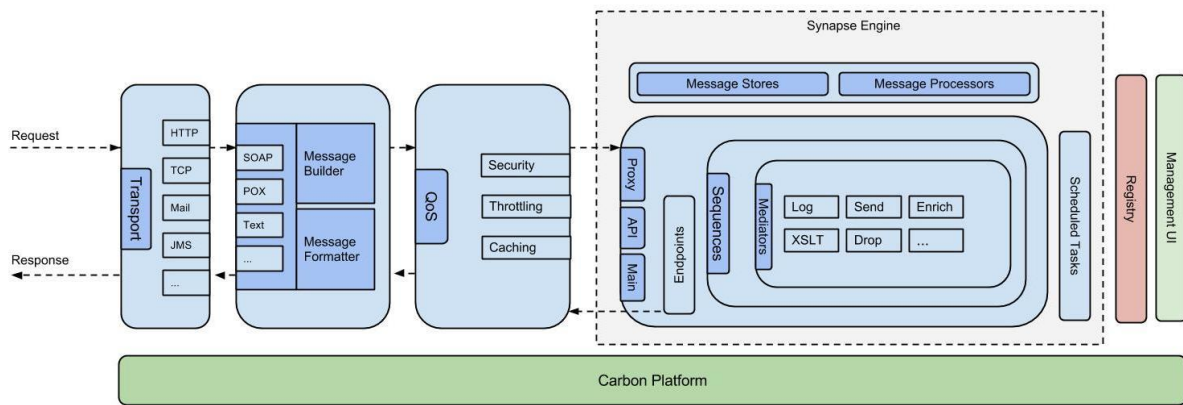 Synapse Engine
Message Stores
Message Processors
Request
Response
Transport
HTTP
TCP
Mail
JMS
...
SOAP
POX
Text
...
Message
Builder
Message
Formatter
QoS
Security
Throttling
Caching
Proxy
API
Main
Endpoints
Sequences
Mediators
Log
Send
Enrich
XSLT
Drop
...
Scheduled Tasks
Registry
Management UI
Carbon Platform